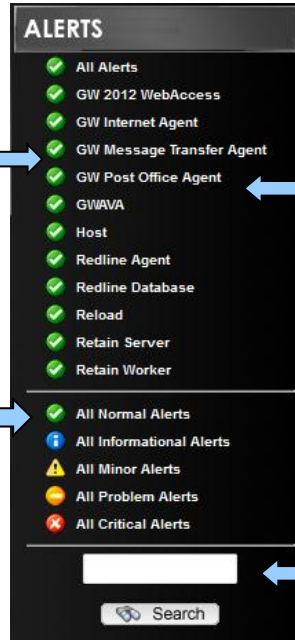 ALERTS
All Alerts
GW 2012 WebAccess
GW Internet Agent
GW Message Transfer Agent
GW Post Office Agent
GWAVA
Host
Redline Agent
Redline Database
Reload
Retain Server
Retain Worker
All Normal Alerts
All Informational Alerts
All Minor Alerts
All Problem Alerts
All Critical Alerts
Search